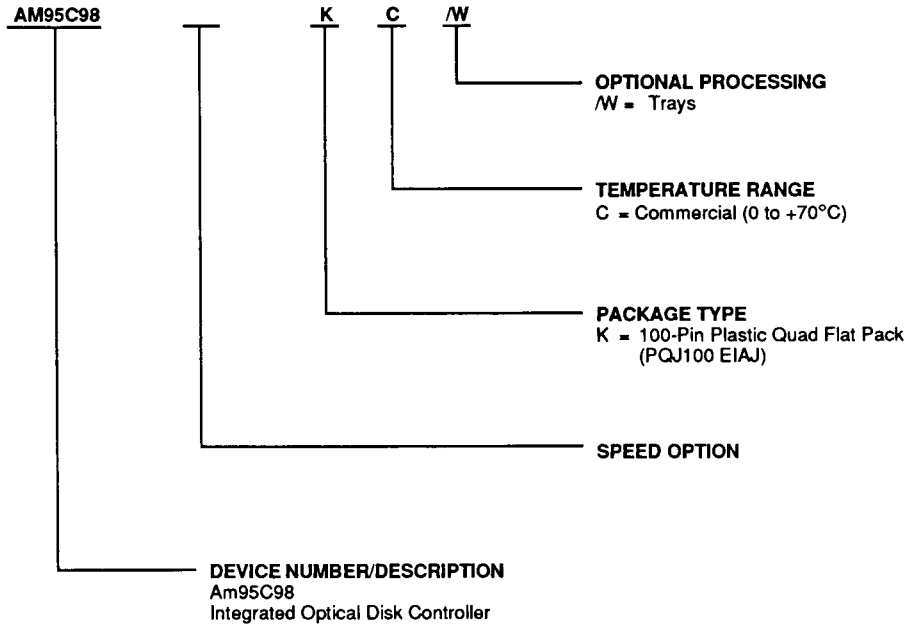 AM95C98 K C /W
OPTIONAL PROCESSING
/W = Trays
TEMPERATURE RANGE
C = Commercial (0 to +70°C)
PACKAGE TYPE
K = 100-Pin Plastic Quad Flat Pack
(PQJ100 EIAJ)
SPEED OPTION
DEVICE NUMBER/DESCRIPTION
Am95C98
Integrated Optical Disk Controller